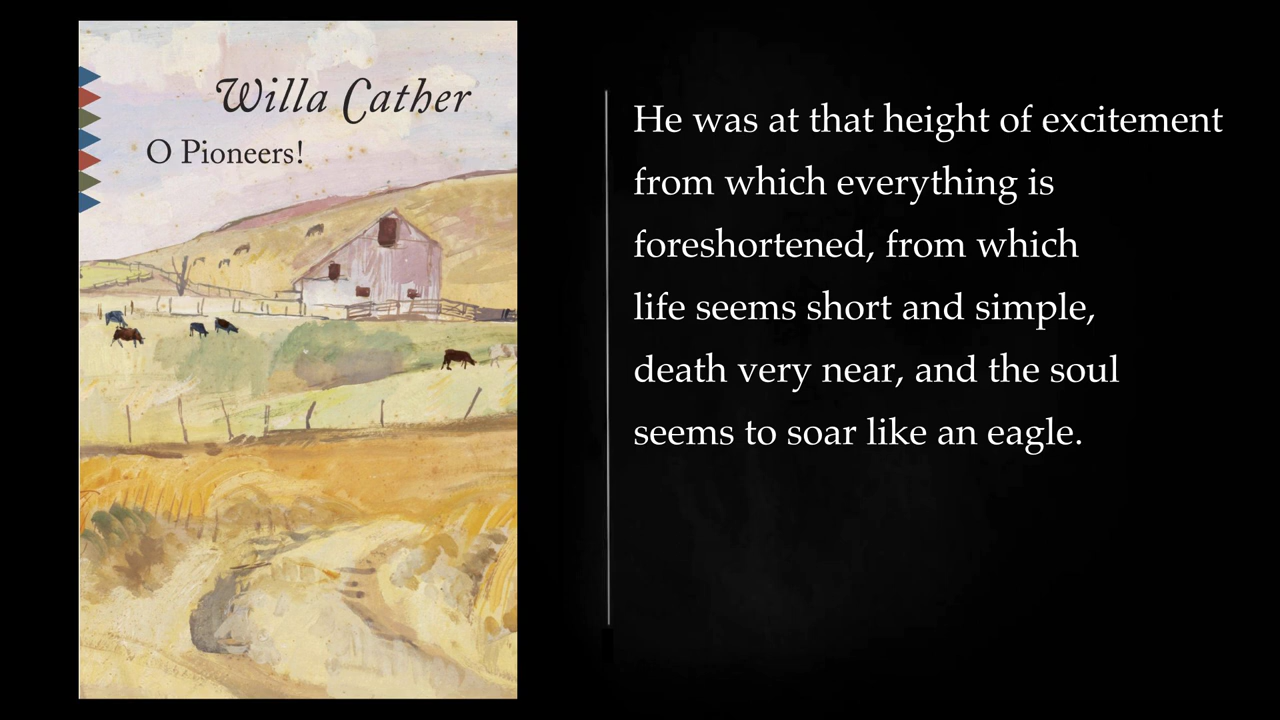 Willa Cather
O Pioneers!
He was at that height of excitement
from which everything is
foreshortened, from which
life seems short and simple,
death very near, and the soul
seems to soar like an eagle.